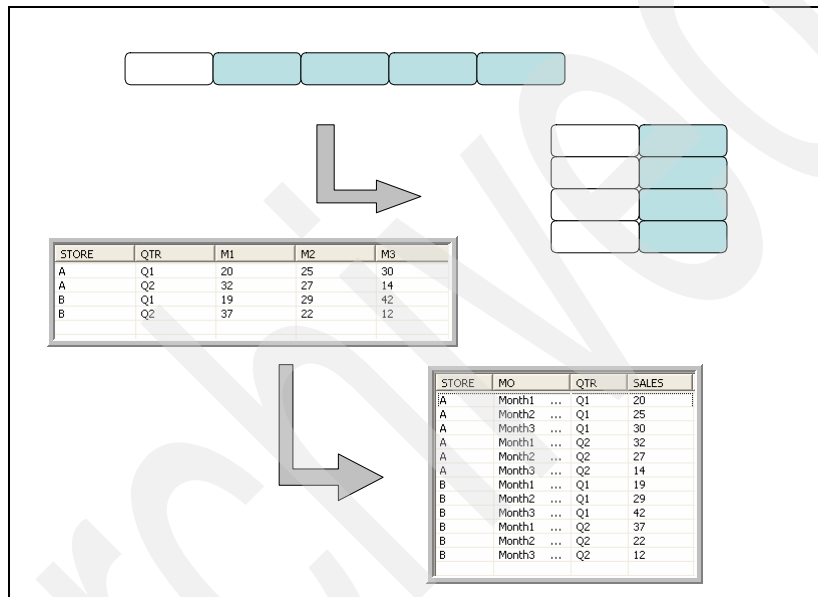 STORE QTR M1 M2 M3
A Q1 20 25 30
A Q2 32 27 14
B Q1 19 29 42
B Q2 37 22 12
STORE MO QTR SALES
A Month1 ... Q1 20
A Month2 ... Q1 25
A Month3 ... Q1 30
A Month1 ... Q2 32
A Month2 ... Q2 27
A Month3 ... Q2 14
B Month1 ... Q1 19
B Month2 ... Q1 29
B Month3 ... Q1 42
B Month1 ... Q2 37
B Month2 ... Q2 22
B Month3 ... Q2 12